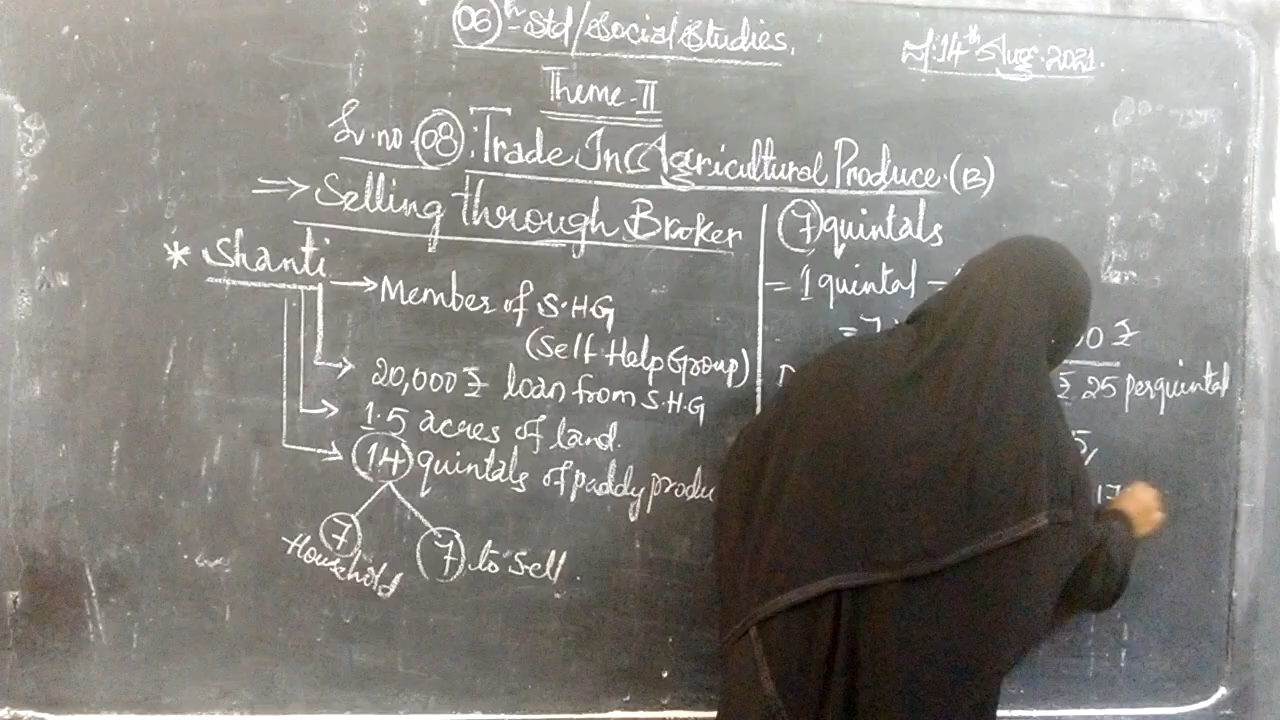 06th-Std/Social Studies.
14th Aug. 2021.
Theme-II
Lr.no.08: Trade In Agricultural Produce.(B)
⇒ Selling through Broker
* Shanti
→ Member of S.H.G
(Self Help Group)
→ 20,000 ₹ loan from S.H.G
→ 1.5 acres of land.
→ 14 quintals of paddy produ
7 7 to Sell.
Household
7 quintals
= 1 quintal
= 7
0 ₹
₹ 25 perquintal
5,
17